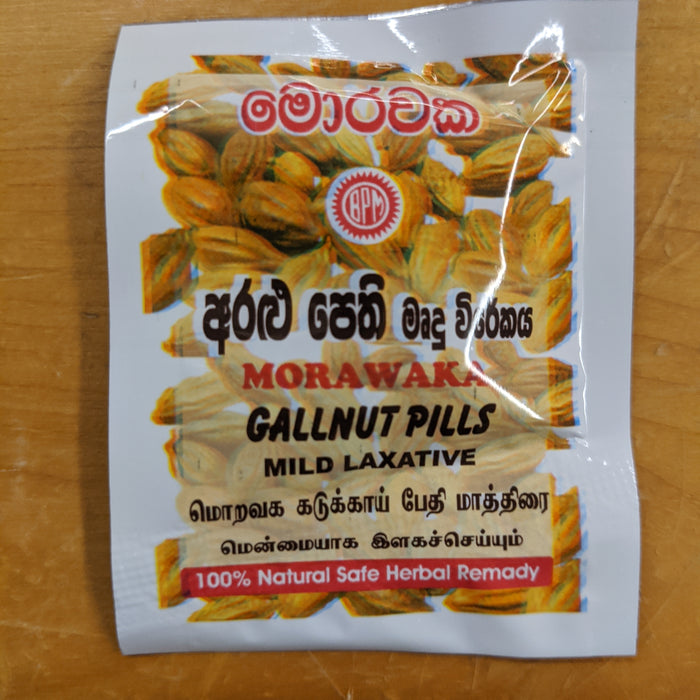 මොරවක
BPM
අරළු පෙති මෘදු විරේකය
MORAWAKA
GALLNUT PILLS
MILD LAXATIVE
மொறவக கடுக்காய் பேதி மாத்திரை
மென்மையாக இளகச்செய்யும்
100% Natural Safe Herbal Remady